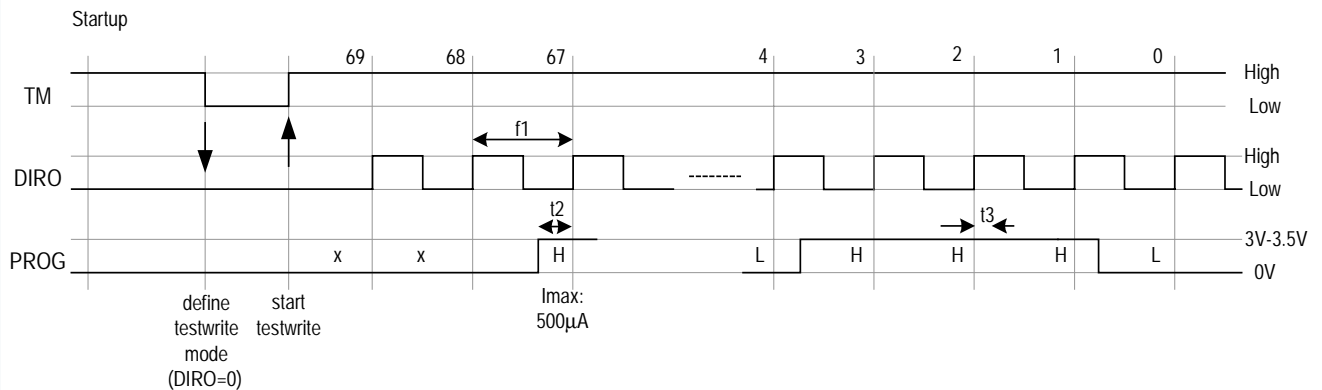 Startup
69 68 67 4 3 2 1 0
TM High
Low
f1
DIRO High
Low
t2 t3
PROG x x H L H H H L 3V-3.5V
0V
define start Imax:
testwrite testwrite 500µA
mode
(DIRO=0)